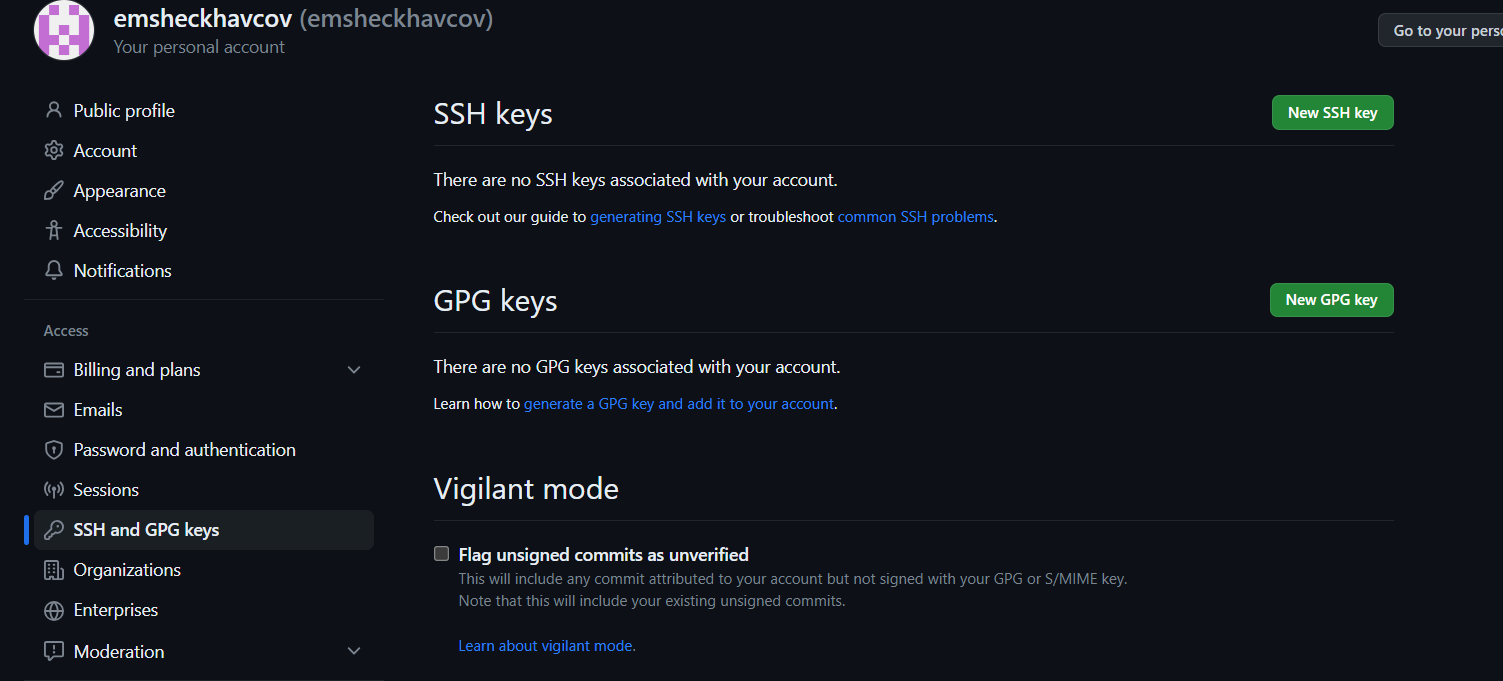 emsheckhavcov (emsheckhavcov)
Your personal account
Go to your
Public profile
Account
Appearance
Accessibility
Notifications
Access
Billing and plans
Emails
Password and authentication
Sessions
SSH and GPG keys
Organizations
Enterprises
Moderation
SSH keys
New SSH key
There are no SSH keys associated with your account.
Check out our guide to generating SSH keys or troubleshoot common SSH problems.
GPG keys
New GPG key
There are no GPG keys associated with your account.
Learn how to generate a GPG key and add it to your account.
Vigilant mode
Flag unsigned commits as unverified
This will include any commit attributed to your account but not signed with your GPG or S/MIME key.
Note that this will include your existing unsigned commits.
Learn about vigilant mode.